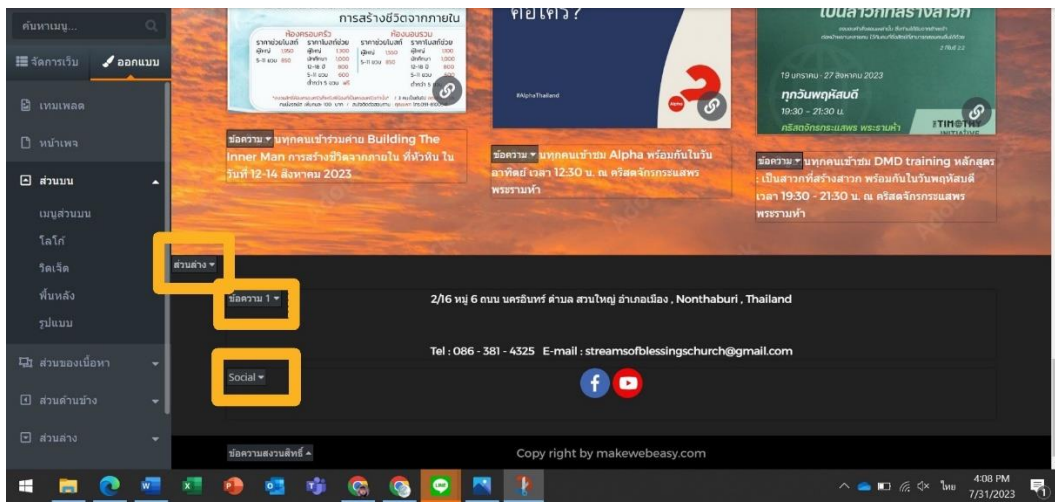 ค้นหาเมนู...
จัดการเว็บ
ออกแบบ
เทมเพลต
หน้าเพจ
ส่วนบน
เมนูส่วนบน
โลโก้
วิดเจ็ต
พื้นหลัง
รูปแบบ
ส่วนของเนื้อหา
ส่วนด้านข้าง
ส่วนล่าง
การสร้างชีวิตจากภายใน
ห้องครอบครัว ห้องนอนรวม
#AlphaThailand
19 มกราคม - 27 สิงหาคม 2023
ทุกวันพฤหัสบดี
19:30 - 21:30 น.
คริสตจักรกระแสพร พระรามห้า
ข้อความ นทุกคนเข้าร่วมค่าย Building The
Inner Man การสร้างชีวิตจากภายใน ที่หัวหิน ใน
วันที่ 12-14 สิงหาคม 2023
ข้อความ นทุกคนเข้าชม Alpha พร้อมกันในวัน
อาทิตย์ เวลา 12:30 น. ณ คริสตจักรกระแสพร
พระรามห้า
ข้อความ นทุกคนเข้าชม DMD training หลักสูตร
: เป็นสาวกที่สร้างสาวก พร้อมกันในวันพฤหัสบดี
เวลา 19:30 - 21:30 น. ณ คริสตจักรกระแสพร
พระรามห้า
ส่วนล่าง
ข้อความ 1
2/16 หมู่ 6 ถนน นครอินทร์ ตำบล สวนใหญ่ อำเภอเมือง , Nonthaburi , Thailand
Tel : 086 - 381 - 4325 E-mail : streamsofblessingschurch@gmail.com
Social
ข้อความสงวนสิทธิ์
Copy right by makewebeasy.com
ไทย
4:08 PM
7/31/2023